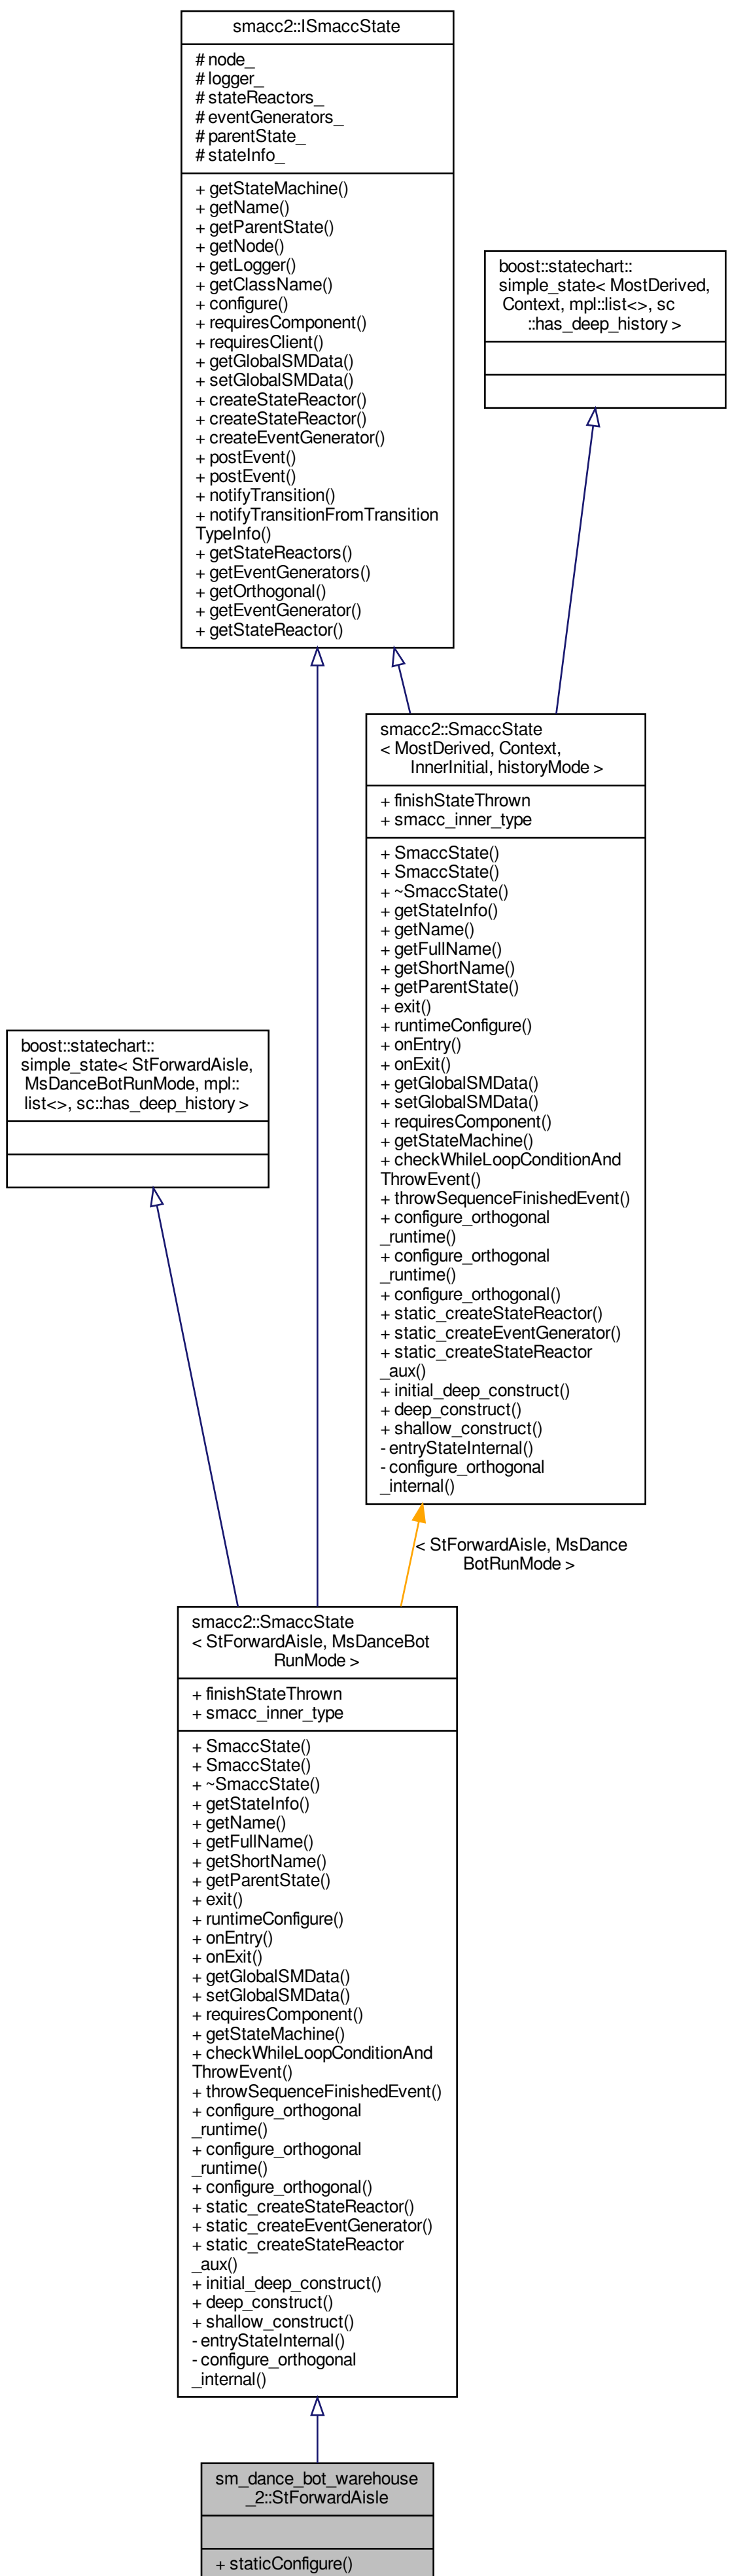 smacc2::ISmaccState
# node_
# logger_
# stateReactors_
# eventGenerators_
# parentState_
# stateInfo_
+ getStateMachine()
+ getName()
+ getParentState()
+ getNode()
+ getLogger()
+ getClassName()
+ configure()
+ requiresComponent()
+ requiresClient()
+ getGlobalSMData()
+ setGlobalSMData()
+ createStateReactor()
+ createStateReactor()
+ createEventGenerator()
+ postEvent()
+ postEvent()
+ notifyTransition()
+ notifyTransitionFromTransition
TypeInfo()
+ getStateReactors()
+ getEventGenerators()
+ getOrthogonal()
+ getEventGenerator()
+ getStateReactor()
boost::statechart::
simple_state< MostDerived,
Context, mpl::list<>, sc
::has_deep_history >
smacc2::SmaccState
< MostDerived, Context,
InnerInitial, historyMode >
+ finishStateThrown
+ smacc_inner_type
+ SmaccState()
+ SmaccState()
+ ~SmaccState()
+ getStateInfo()
+ getName()
+ getFullName()
+ getShortName()
+ getParentState()
+ exit()
+ runtimeConfigure()
+ onEntry()
+ onExit()
+ getGlobalSMData()
+ setGlobalSMData()
+ requiresComponent()
+ getStateMachine()
+ checkWhileLoopConditionAnd
ThrowEvent()
+ throwSequenceFinishedEvent()
+ configure_orthogonal
_runtime()
+ configure_orthogonal
_runtime()
+ configure_orthogonal()
+ static_createStateReactor()
+ static_createEventGenerator()
+ static_createStateReactor
_aux()
+ initial_deep_construct()
+ deep_construct()
+ shallow_construct()
- entryStateInternal()
- configure_orthogonal
_internal()
boost::statechart::
simple_state< StForwardAisle,
MsDanceBotRunMode, mpl::
list<>, sc::has_deep_history >
< StForwardAisle, MsDance
BotRunMode >
smacc2::SmaccState
< StForwardAisle, MsDanceBot
RunMode >
+ finishStateThrown
+ smacc_inner_type
+ SmaccState()
+ SmaccState()
+ ~SmaccState()
+ getStateInfo()
+ getName()
+ getFullName()
+ getShortName()
+ getParentState()
+ exit()
+ runtimeConfigure()
+ onEntry()
+ onExit()
+ getGlobalSMData()
+ setGlobalSMData()
+ requiresComponent()
+ getStateMachine()
+ checkWhileLoopConditionAnd
ThrowEvent()
+ throwSequenceFinishedEvent()
+ configure_orthogonal
_runtime()
+ configure_orthogonal
_runtime()
+ configure_orthogonal()
+ static_createStateReactor()
+ static_createEventGenerator()
+ static_createStateReactor
_aux()
+ initial_deep_construct()
+ deep_construct()
+ shallow_construct()
- entryStateInternal()
- configure_orthogonal
_internal()
sm_dance_bot_warehouse
_2::StForwardAisle
+ staticConfigure()